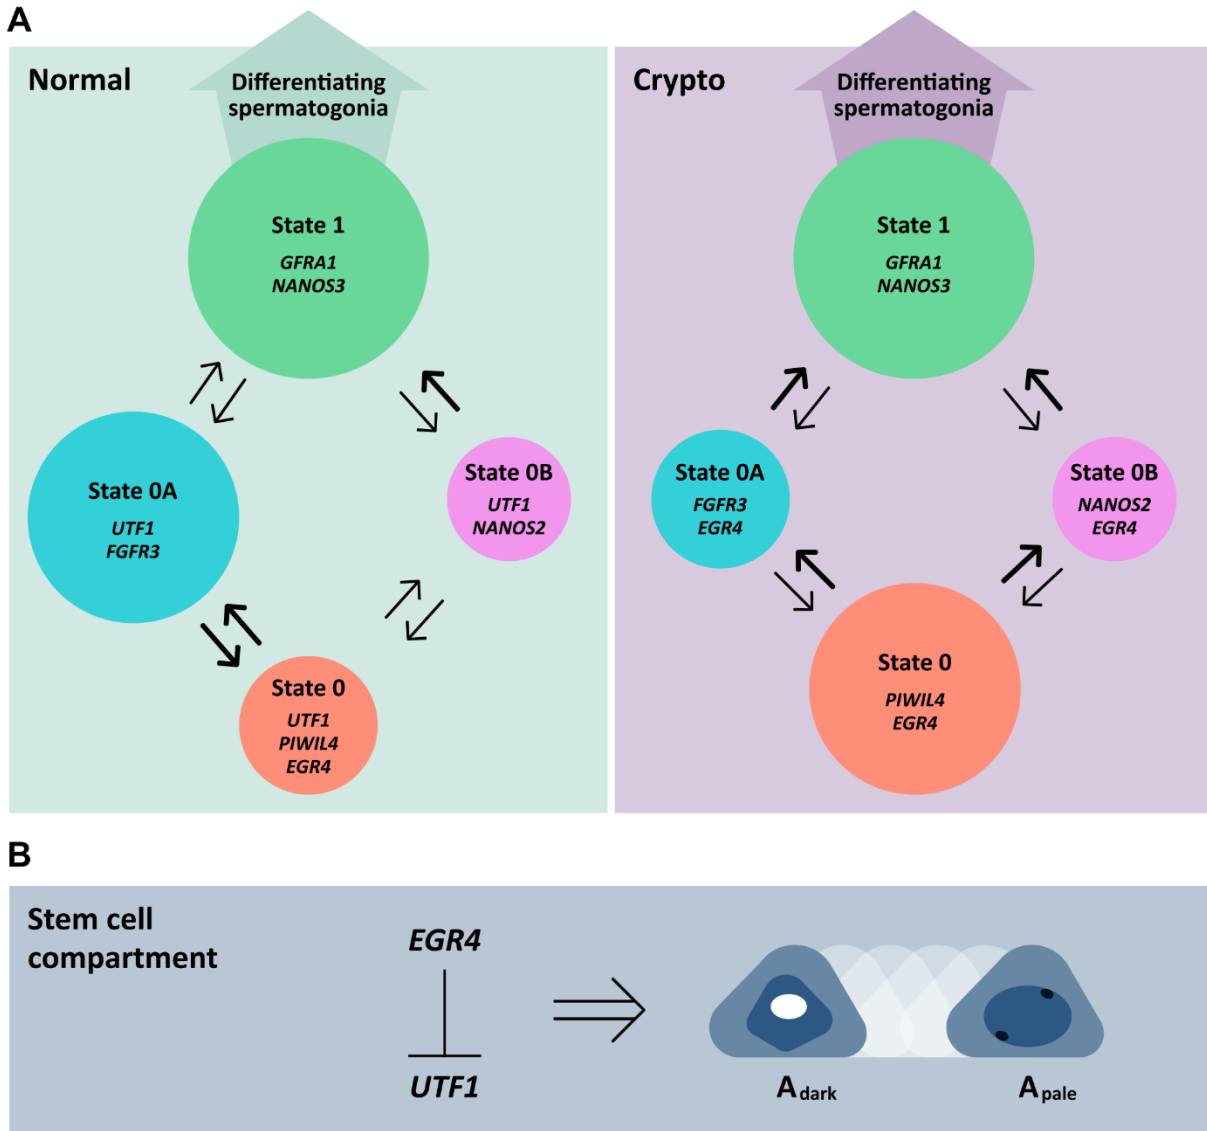 A
Normal
Differentiating
spermatogonia
State 1
GFRA1
NANOS3
State 0A
UTF1
FGFR3
State 0B
UTF1
NANOS2
State 0
UTF1
PIWIL4
EGR4
Crypto
Differentiating
spermatogonia
State 1
GFRA1
NANOS3
State 0A
FGFR3
EGR4
State 0B
NANOS2
EGR4
State 0
PIWIL4
EGR4
B
Stem cell
compartment
EGR4
UTF1
A dark
A pale